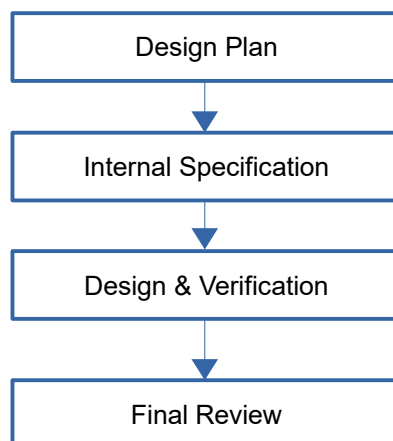 Design Plan
Internal Specification
Design & Verification
Final Review